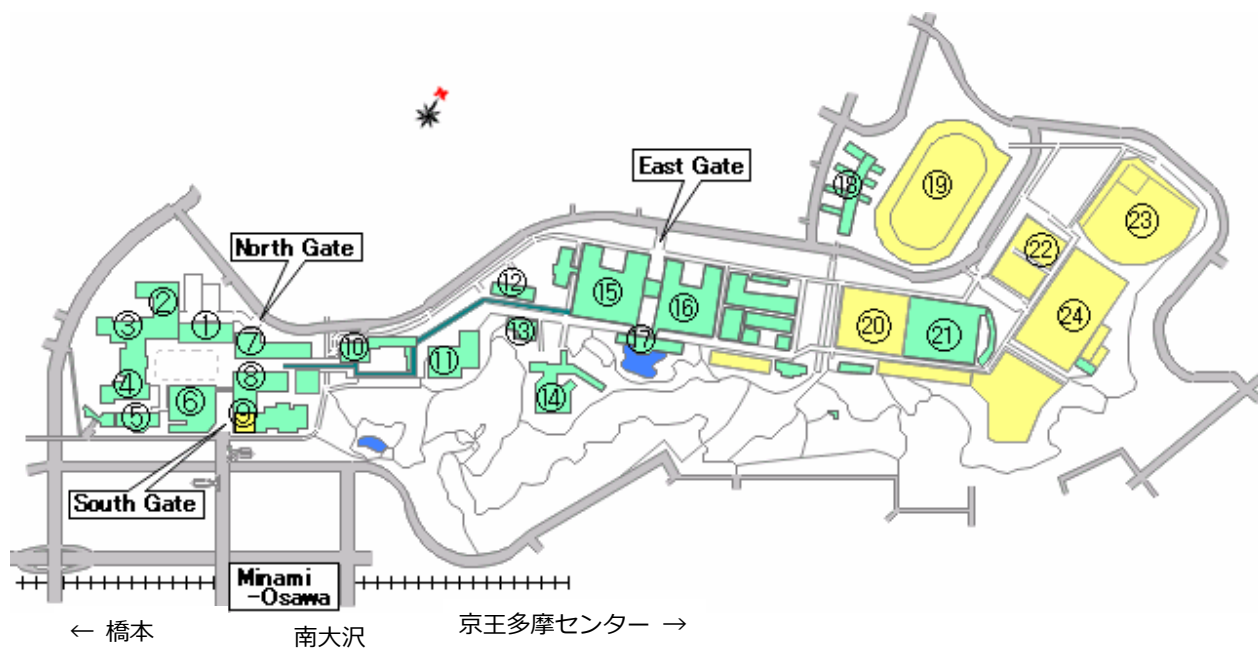 N
East Gate
⑱
⑲
㉓
㉒
North Gate
⑫
⑮
⑯
②
③
①
⑦
⑩
⑪
⑬
⑰
⑳
㉑
㉔
④
⑧
⑤
⑥
⑨
⑭
South Gate
Minami
-Osawa
← 橋本
南大沢
京王多摩センター →